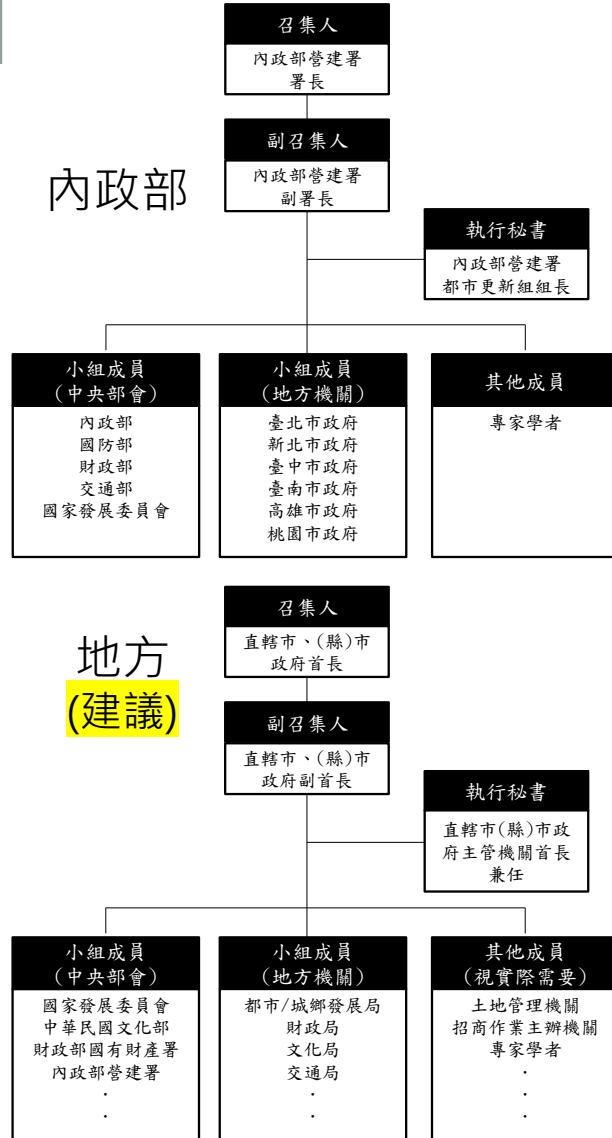 召集人
內政部營建署
署長
副召集人
內政部營建署
副署長
內政部
執行秘書
內政部營建署
都市更新組組長
小組成員
(中央部會)
內政部
國防部
財政部
交通部
國家發展委員會
小組成員
(地方機關)
臺北市政府
新北市政府
臺中市政府
臺南市政府
高雄市政府
桃園市政府
其他成員
專家學者
召集人
直轄市、(縣)市
政府首長
地方
(建議)
副召集人
直轄市、(縣)市
政府副首長
執行秘書
直轄市(縣)市政
府主管機關首長
兼任
小組成員
(中央部會)
國家發展委員會
中華民國文化部
財政部國有財產署
內政部營建署
.
.
小組成員
(地方機關)
都市/城鄉發展局
財政局
文化局
交通局
.
.
其他成員
(視實際需要)
土地管理機關
招商作業主辦機關
專家學者
.
.
.